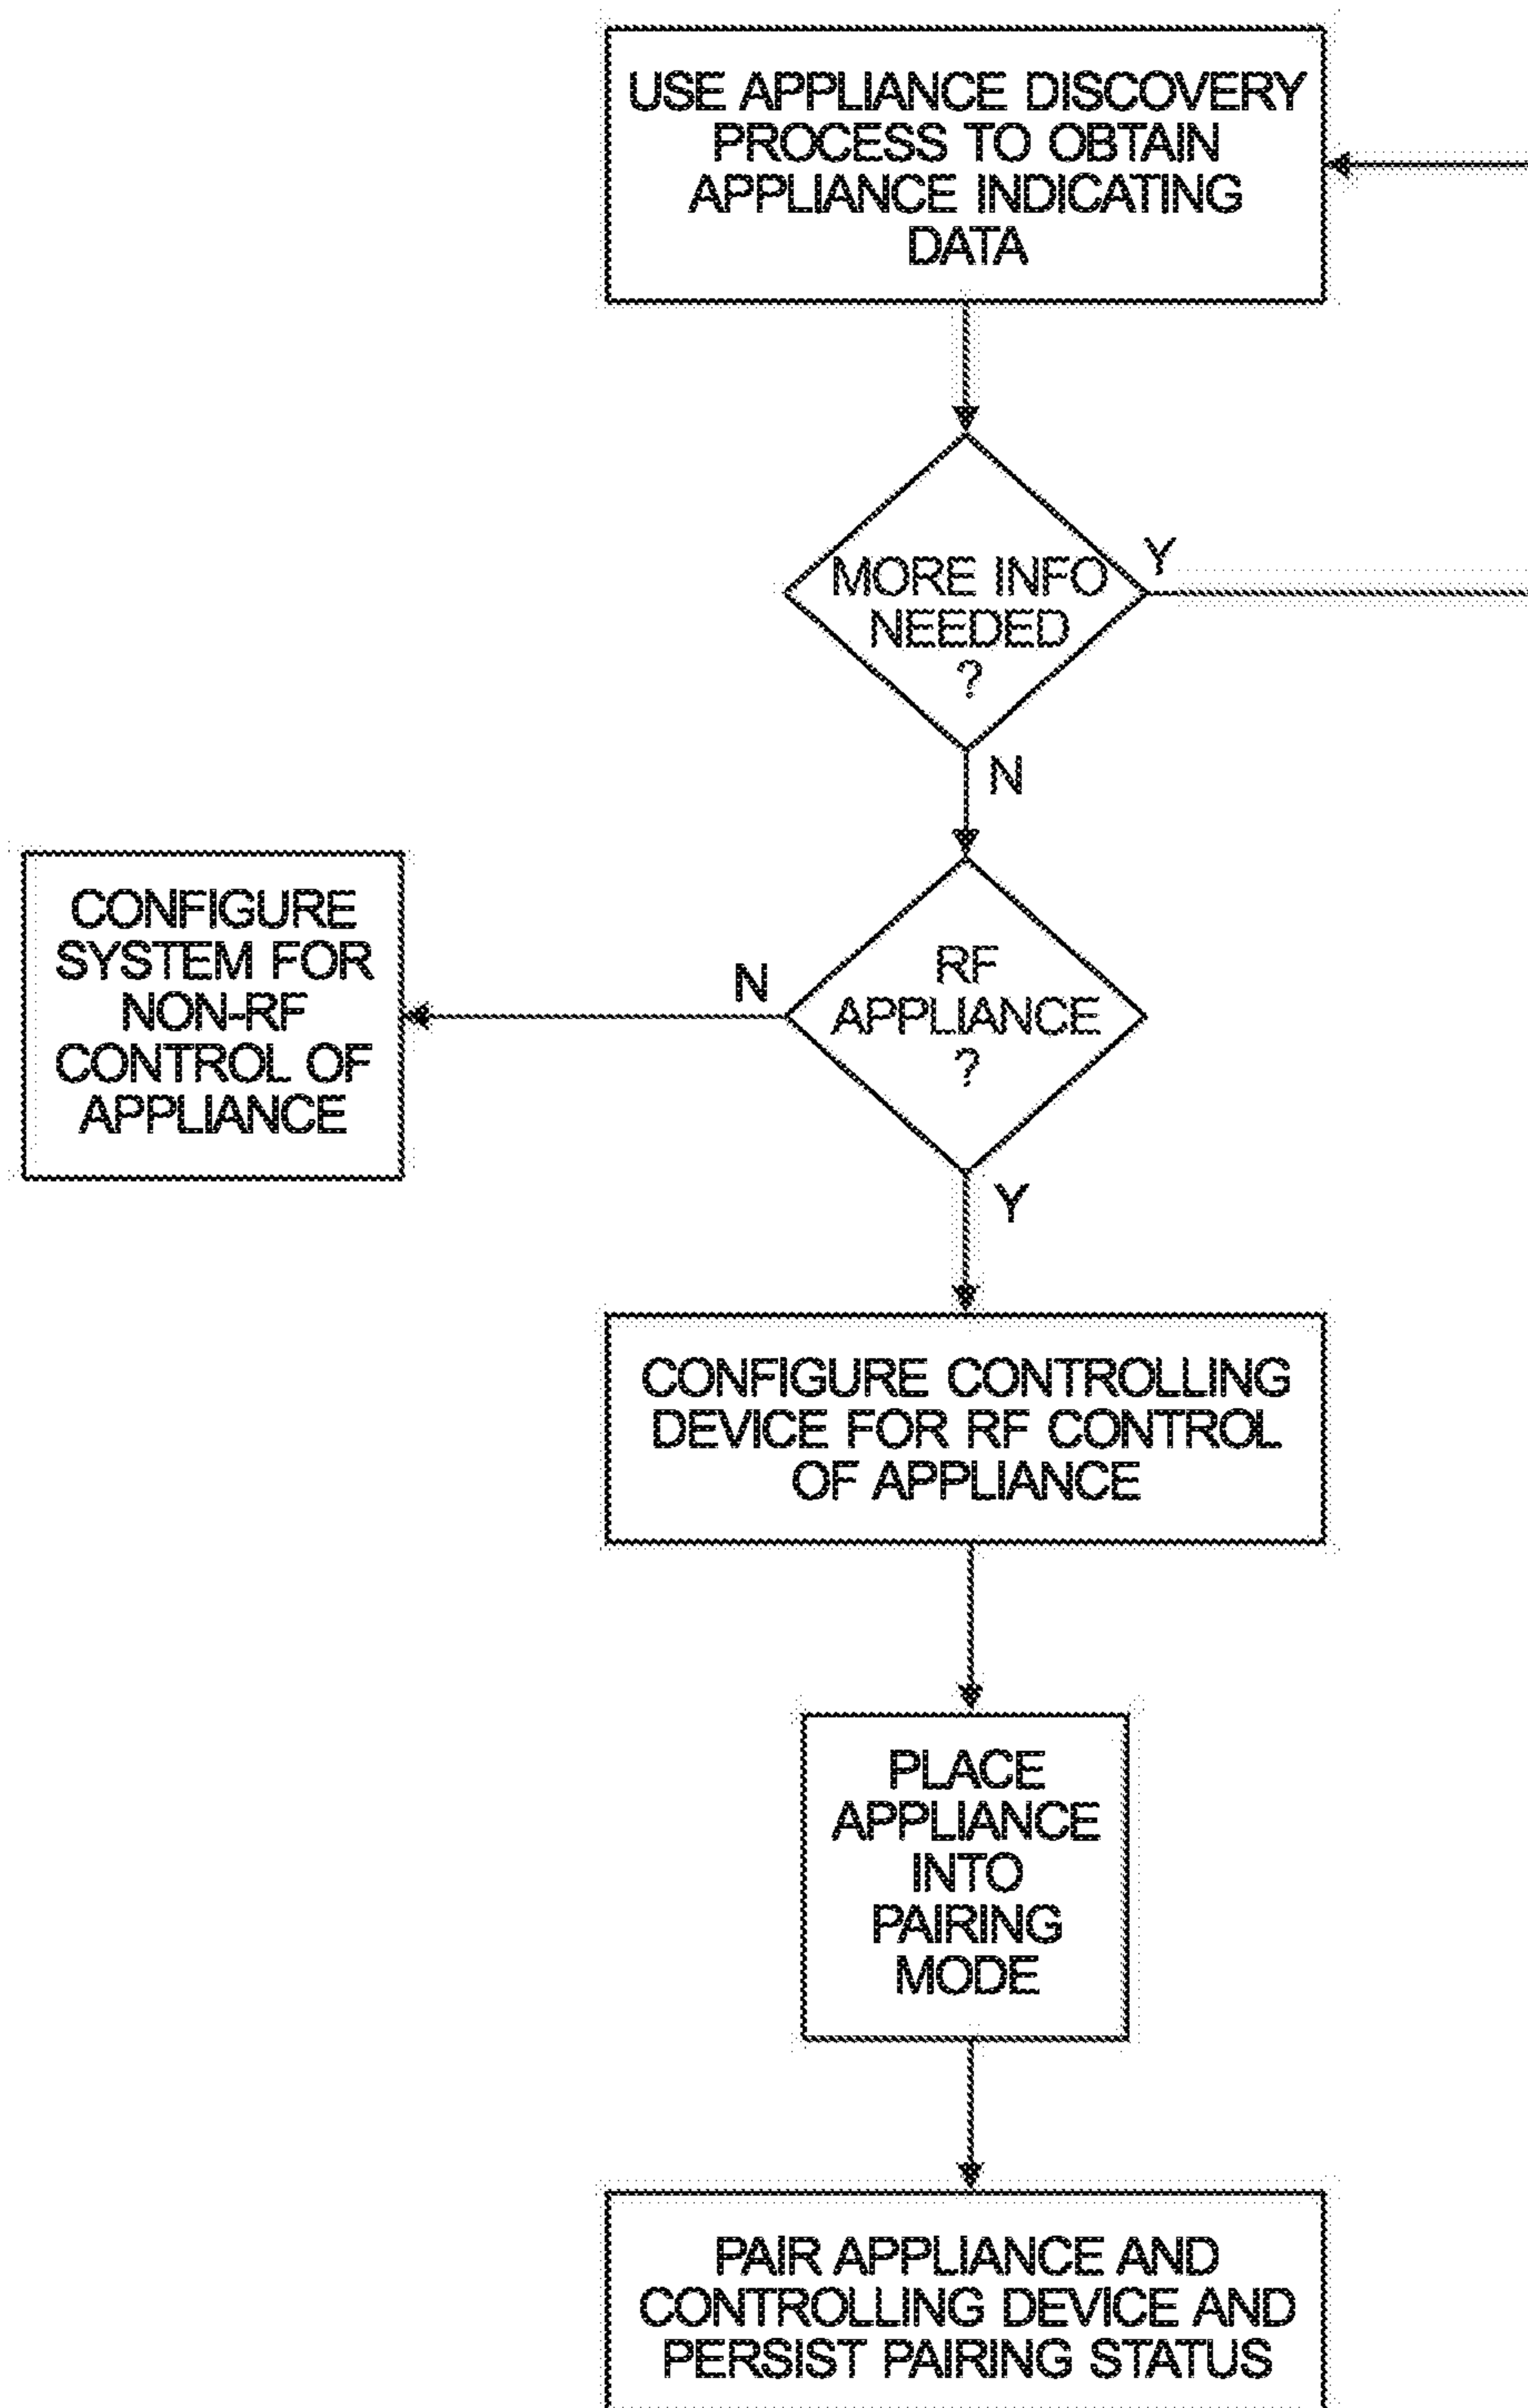 USE APPLIANCE DISCOVERY
PROCESS TO OBTAIN
APPLIANCE INDICATING
DATA
MORE INFO
NEEDED
?
Y
N
RF
APPLIANCE
?
N
Y
CONFIGURE
SYSTEM FOR
NON-RF
CONTROL OF
APPLIANCE
CONFIGURE CONTROLLING
DEVICE FOR RF CONTROL
OF APPLIANCE
PLACE
APPLIANCE
INTO
PAIRING
MODE
PAIR APPLIANCE AND
CONTROLLING DEVICE AND
PERSIST PAIRING STATUS